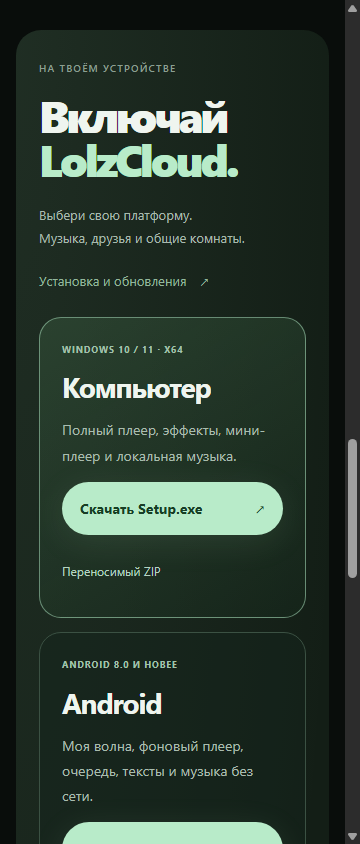 НА ТВОЁМ УСТРОЙСТВЕ
Включай
LolzCloud.
Выбери свою платформу.
Музыка, друзья и общие комнаты.
Установка и обновления ↗
WINDOWS 10 / 11 · X64
Компьютер
Полный плеер, эффекты, мини-
плеер и локальная музыка.
Скачать Setup.exe ↗
Переносимый ZIP
ANDROID 8.0 И НОВЕЕ
Android
Моя волна, фоновый плеер,
очередь, тексты и музыка без
сети.